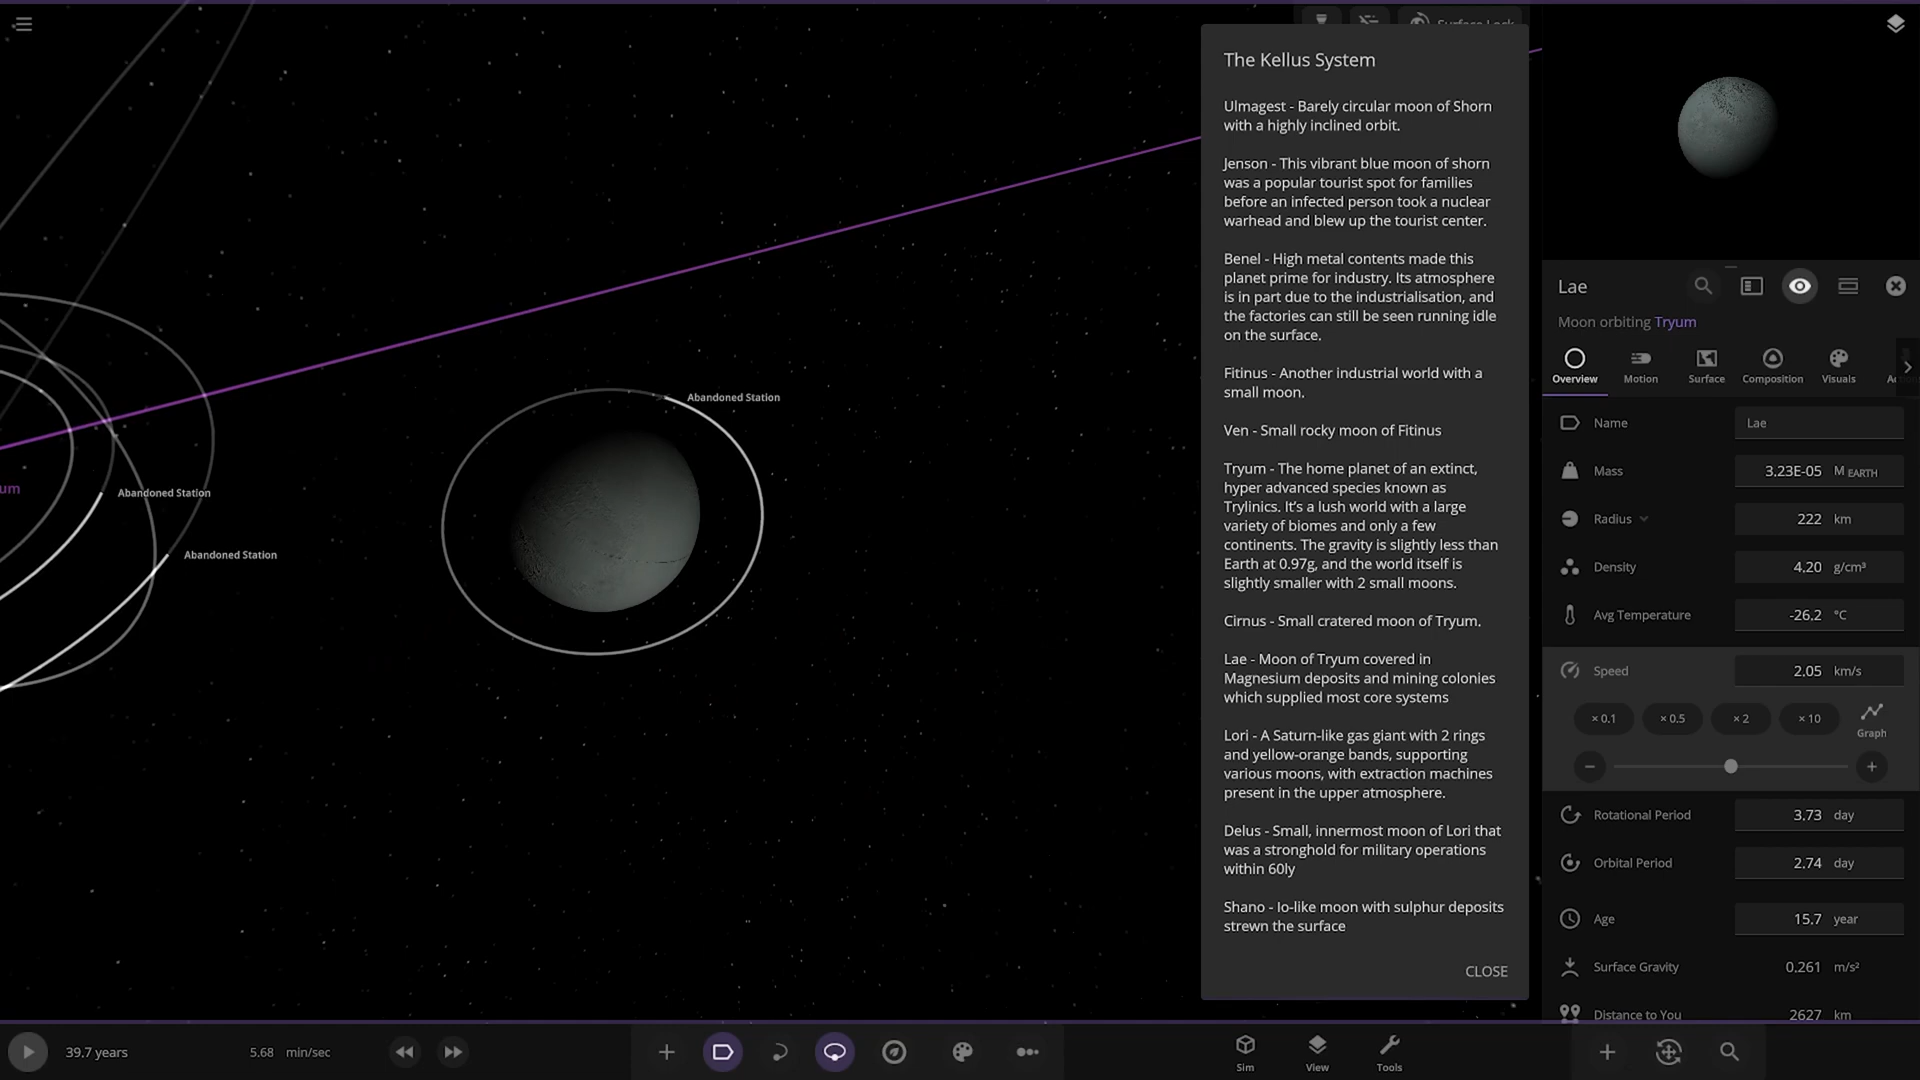 Surface Lock
The Kellus System
Ulmagest - Barely circular moon of Shorn
with a highly inclined orbit.
Jenson - This vibrant blue moon of shorn
was a popular tourist spot for families
before an infected person took a nuclear
warhead and blew up the tourist center.
Benel - High metal contents made this
planet prime for industry. Its atmosphere
is in part due to the industrialisation, and
the factories can still be seen running idle
on the surface.
Fitinus - Another industrial world with a
small moon.
Ven - Small rocky moon of Fitinus
Tryum - The home planet of an extinct,
hyper advanced species known as
Trylinics. It's a lush world with a large
variety of biomes and only a few
continents. The gravity is slightly less than
Earth at 0.97g, and the world itself is
slightly smaller with 2 small moons.
Cirnus - Small cratered moon of Tryum.
Lae - Moon of Tryum covered in
Magnesium deposits and mining colonies
which supplied most core systems
Lori - A Saturn-like gas giant with 2 rings
and yellow-orange bands, supporting
various moons, with extraction machines
present in the upper atmosphere.
Delus - Small, innermost moon of Lori that
was a stronghold for military operations
within 60ly
Shano - Io-like moon with sulphur deposits
strewn the surface
CLOSE
Abandoned Station
um
Abandoned Station
Abandoned Station
Lae
Moon orbiting Tryum
Overview Motion Surface Composition Visuals
Name Lae
Mass 3.23E-05 M EARTH
Radius 222 km
Density 4.20 g/cm³
Avg Temperature -26.2 °C
Speed 2.05 km/s
× 0.1 × 0.5 × 2 × 10 Graph
Rotational Period 3.73 day
Orbital Period 2.74 day
Age 15.7 year
Surface Gravity 0.261 m/s²
Distance to You 2627 km
39.7 years 5.68 min/sec
Sim View Tools